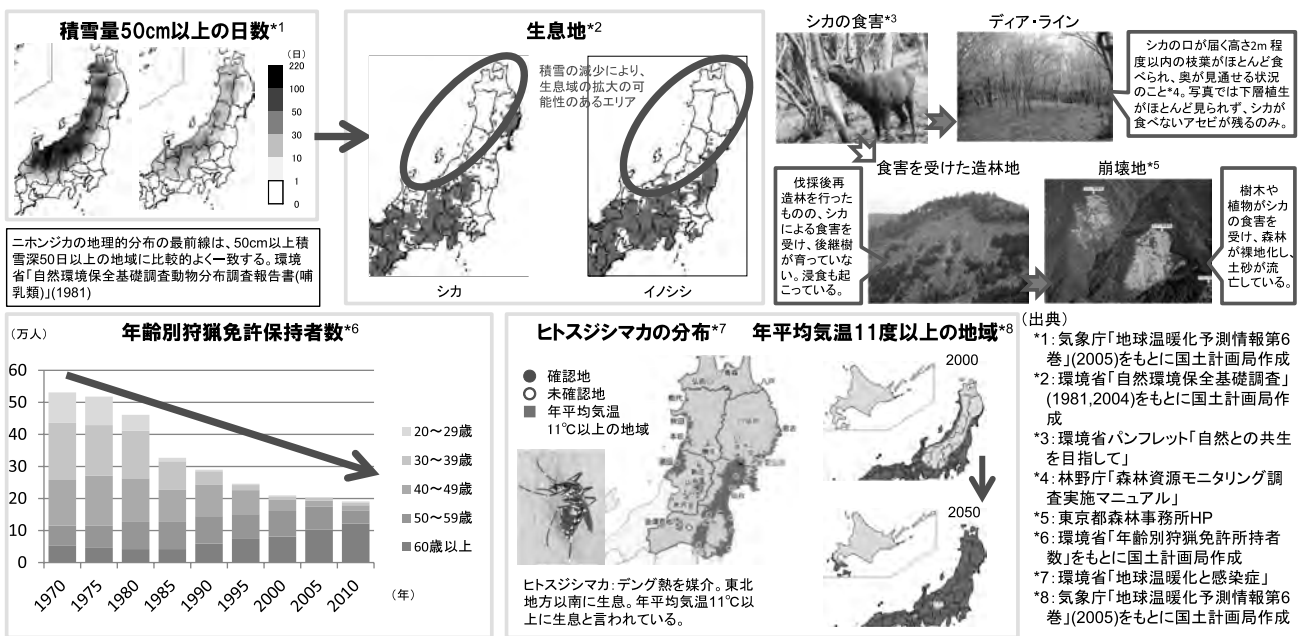 積雪量50cm以上の日数*1
(日)
220
100
50
30
10
1
0
ニホンジカの地理的分布の最前線は、50cm以上積
雪深50日以上の地域に比較的よく一致する。環境
省「自然環境保全基礎調査動物分布調査報告書(哺
乳類)」(1981)
生息地*2
積雪の減少により、
生息域の拡大の可
能性のあるエリア
シカ
イノシシ
シカの食害*3
ディア・ライン
シカの口が届く高さ2m 程
度以内の枝葉がほとんど食
べられ、奥が見通せる状況
のこと*4。写真では下層植生
がほとんど見られず、シカが
食べないアセビが残るのみ。
食害を受けた造林地
崩壊地*5
伐採後再
造林を行った
ものの、シカ
による食害を
受け、後継樹
が育っていな
い。浸食も起
こっている。
樹木や
植物がシカ
の食害を
受け、森林
が裸地化し、
土砂が流
亡している。
年齢別狩猟免許保持者数*6
(万人)
60
50
40
30
20
10
0
1970
1975
1980
1985
1990
1995
2000
2005
2010
(年)
20～29歳
30～39歳
40～49歳
50～59歳
60歳以上
ヒトスジシマカの分布*7
年平均気温11度以上の地域*8
確認地
未確認地
年平均気温
11℃以上の地域
2000
2050
ヒトスジシマカ:デング熱を媒介。東北
地方以南に生息。年平均気温11℃以
上に生息と言われている。
(出典)
*1:気象庁「地球温暖化予測情報第6
巻」(2005)をもとに国土計画局作成
*2:環境省「自然環境保全基礎調査」
(1981,2004)をもとに国土計画局作
成
*3:環境省パンフレット「自然との共生
を目指して」
*4:林野庁「森林資源モニタリング調
査実施マニュアル」
*5:東京都森林事務所HP
*6:環境省「年齢別狩猟免許所持者
数」をもとに国土計画局作成
*7:環境省「地球温暖化と感染症」
*8:気象庁「地球温暖化予測情報第6
巻」(2005)をもとに国土計画局作成